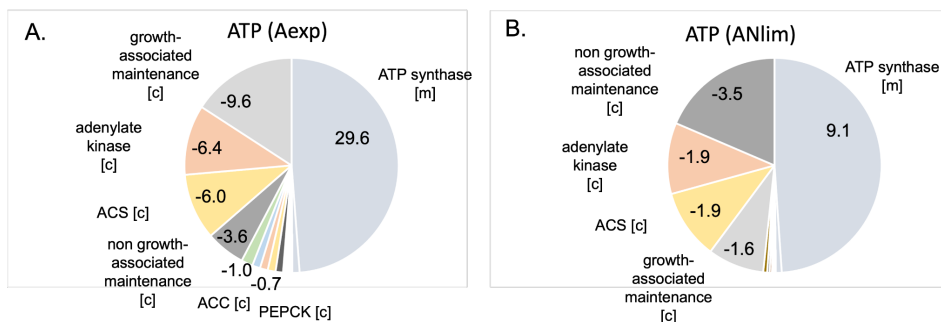 A.
ATP (Aexp)
growth-
associated
maintenance
[c]
-9.6
ATP synthase
[m]
29.6
adenylate
kinase
[c]
-6.4
-6.0
ACS [c]
-3.6
non growth-
associated
maintenance
[c]
-1.0
-0.7
ACC [c]
PEPCK [c]
B.
ATP (ANlim)
non growth-
associated
maintenance
[c]
-3.5
ATP synthase
[m]
9.1
adenylate
kinase
[c]
-1.9
-1.9
ACS [c]
-1.6
growth-
associated
maintenance
[c]